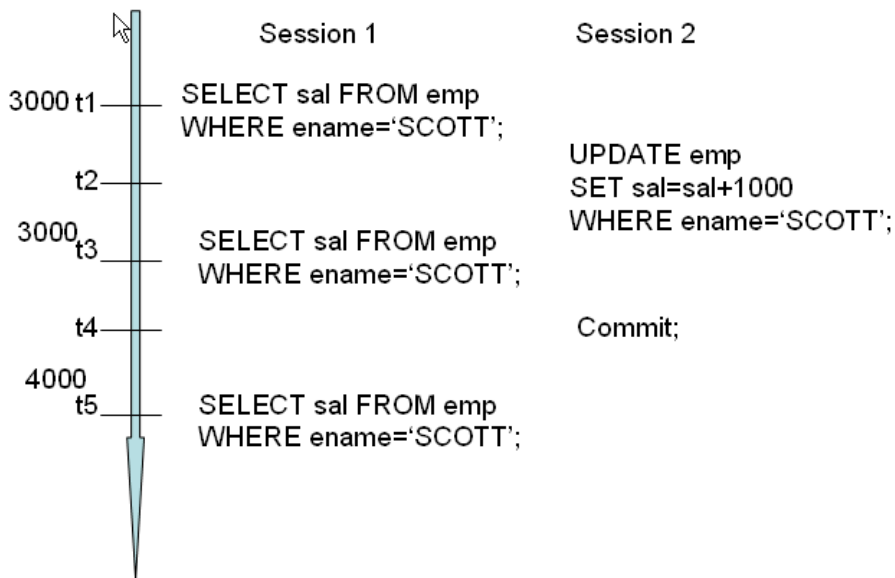 Session 1
Session 2
3000 t1
SELECT sal FROM emp
WHERE ename=‘SCOTT’;
t2
UPDATE emp
SET sal=sal+1000
WHERE ename=‘SCOTT’;
3000
t3
SELECT sal FROM emp
WHERE ename=‘SCOTT’;
t4
Commit;
4000
t5
SELECT sal FROM emp
WHERE ename=‘SCOTT’;